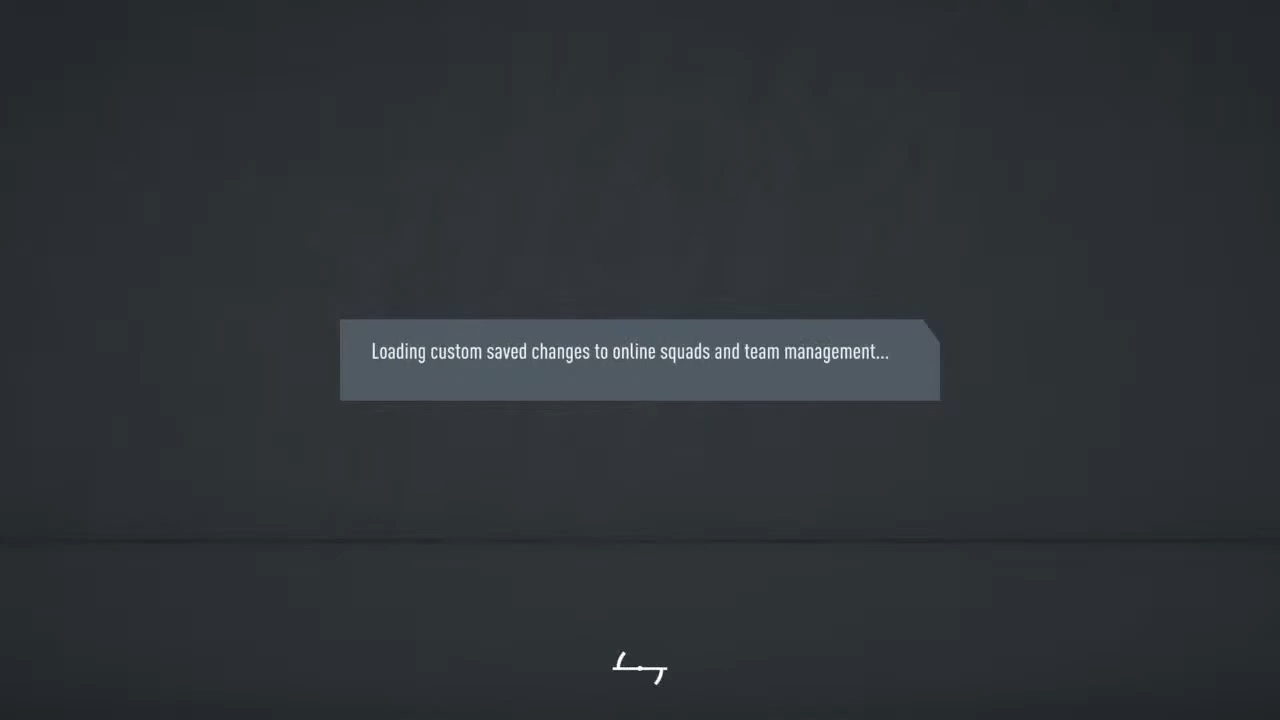 Loading custom saved changes to online squads and team management...